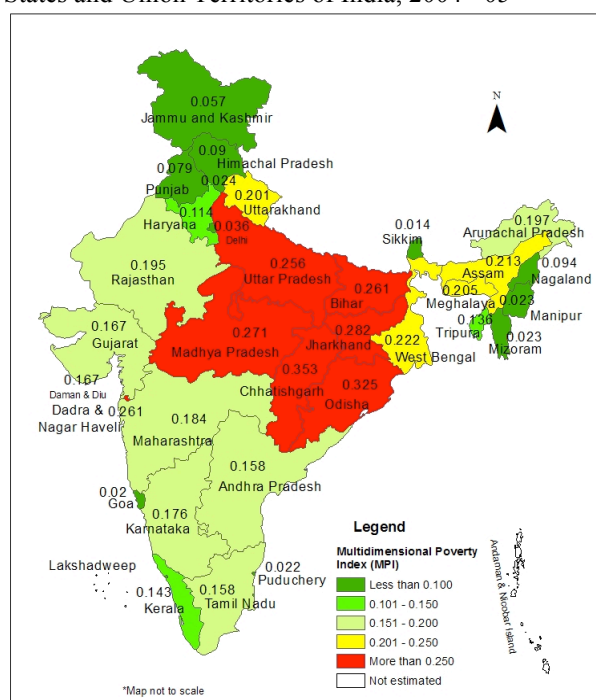 States and Union Territories of India, 2004 - 05
N
0.057
Jammu and Kashmir
0.09
Himachal Pradesh
0.079
Punjab
0.024
0.201
Uttarakhand
0.114
Haryana
0.036
Delhi
0.014
Sikkim
0.197
Arunachal Pradesh
0.213
Assam
0.094
Nagaland
0.205
Meghalaya
0.023
Manipur
0.136
Tripura
0.023
Mizoram
0.195
Rajasthan
0.256
Uttar Pradesh
0.261
Bihar
0.167
Gujarat
0.271
Madhya Pradesh
0.282
Jharkhand
0.222
West Bengal
0.353
Chhatishgarh
0.325
Odisha
0.167
Daman & Diu
Dadra &
Nagar Haveli
0.261
0.184
Maharashtra
0.158
Andhra Pradesh
0.02
Goa
0.176
Karnataka
Lakshadweep
0.143
Kerala
0.158
Tamil Nadu
0.022
Puduchery
Andaman & Nicobar Island
Legend
Multidimensional Poverty
Index (MPI)
Less than 0.100
0.101 - 0.150
0.151 - 0.200
0.201 - 0.250
More than 0.250
Not estimated
*Map not to scale